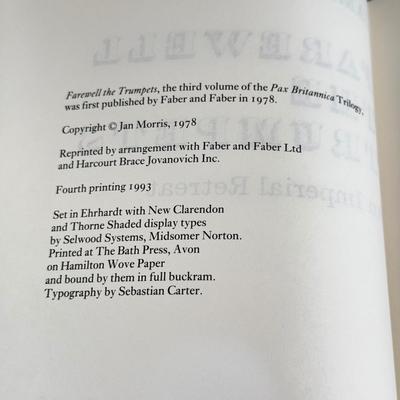 Farewell the Trumpets, the third volume of the Pax Britannica Trilogy,
was first published by Faber and Faber in 1978.
Copyright © Jan Morris, 1978
Reprinted by arrangement with Faber and Faber Ltd
and Harcourt Brace Jovanovich Inc.
Fourth printing 1993
Set in Ehrhardt with New Clarendon
and Thorne Shaded display types
by Selwood Systems, Midsomer Norton.
Printed at The Bath Press, Avon
on Hamilton Wove Paper
and bound by them in full buckram.
Typography by Sebastian Carter.